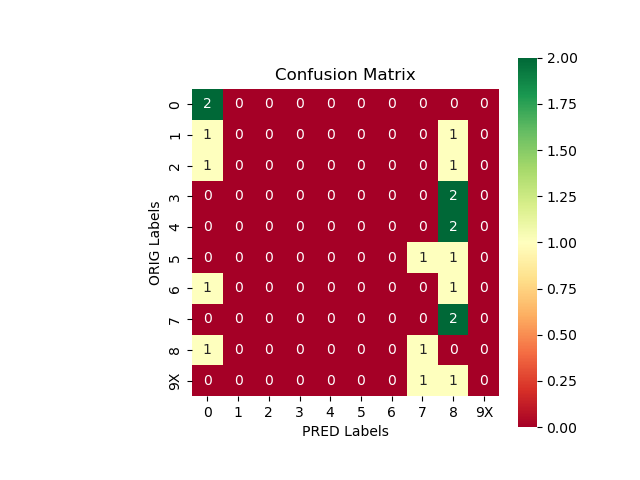 Confusion Matrix
ORIG Labels
0 2 0 0 0 0 0 0 0 0 0
1 1 0 0 0 0 0 0 0 1 0
2 1 0 0 0 0 0 0 0 1 0
3 0 0 0 0 0 0 0 0 2 0
4 0 0 0 0 0 0 0 0 2 0
5 0 0 0 0 0 0 0 1 1 0
6 1 0 0 0 0 0 0 0 1 0
7 0 0 0 0 0 0 0 0 2 0
8 1 0 0 0 0 0 0 1 0 0
9X 0 0 0 0 0 0 0 1 1 0
0 1 2 3 4 5 6 7 8 9X
PRED Labels
2.00
1.75
1.50
1.25
1.00
0.75
0.50
0.25
0.00